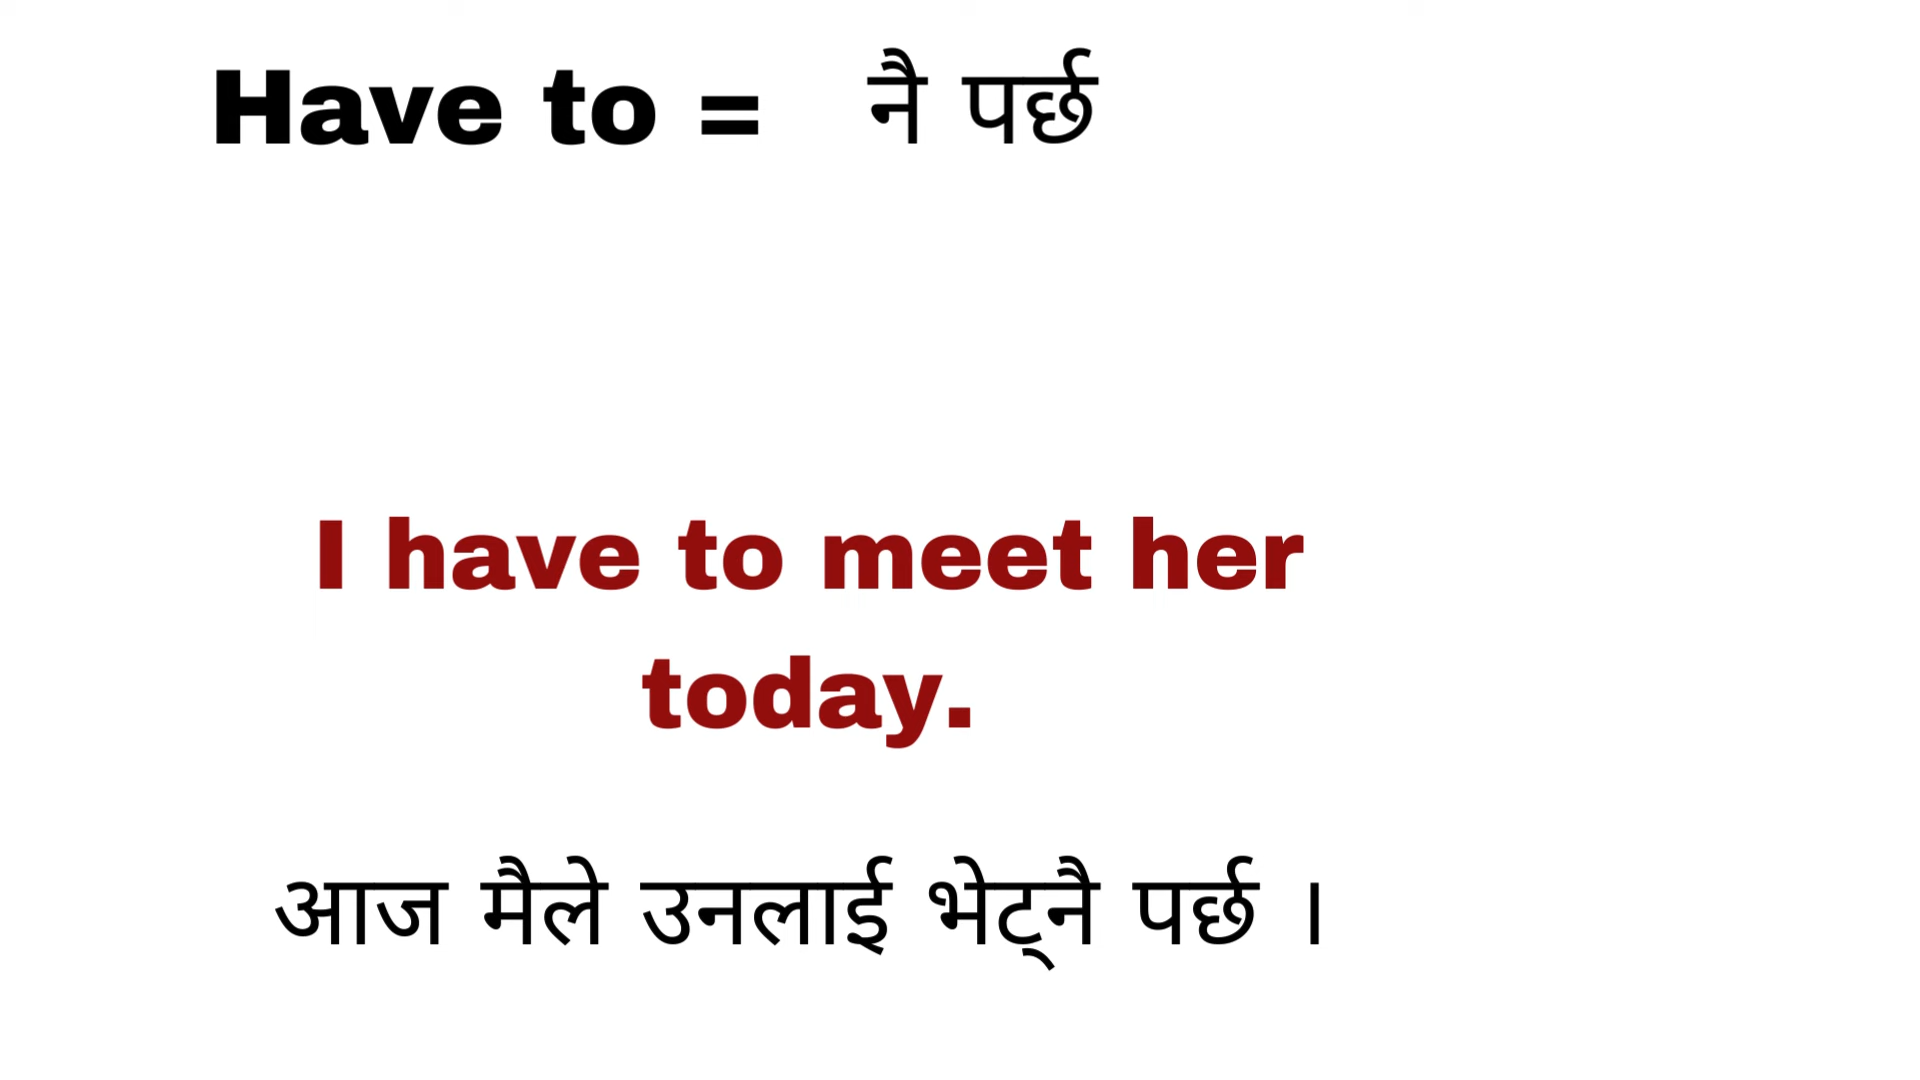 Have to = नै पर्छ
I have to meet her
today.
आज मैले उनलाई भेट्नै पर्छ ।